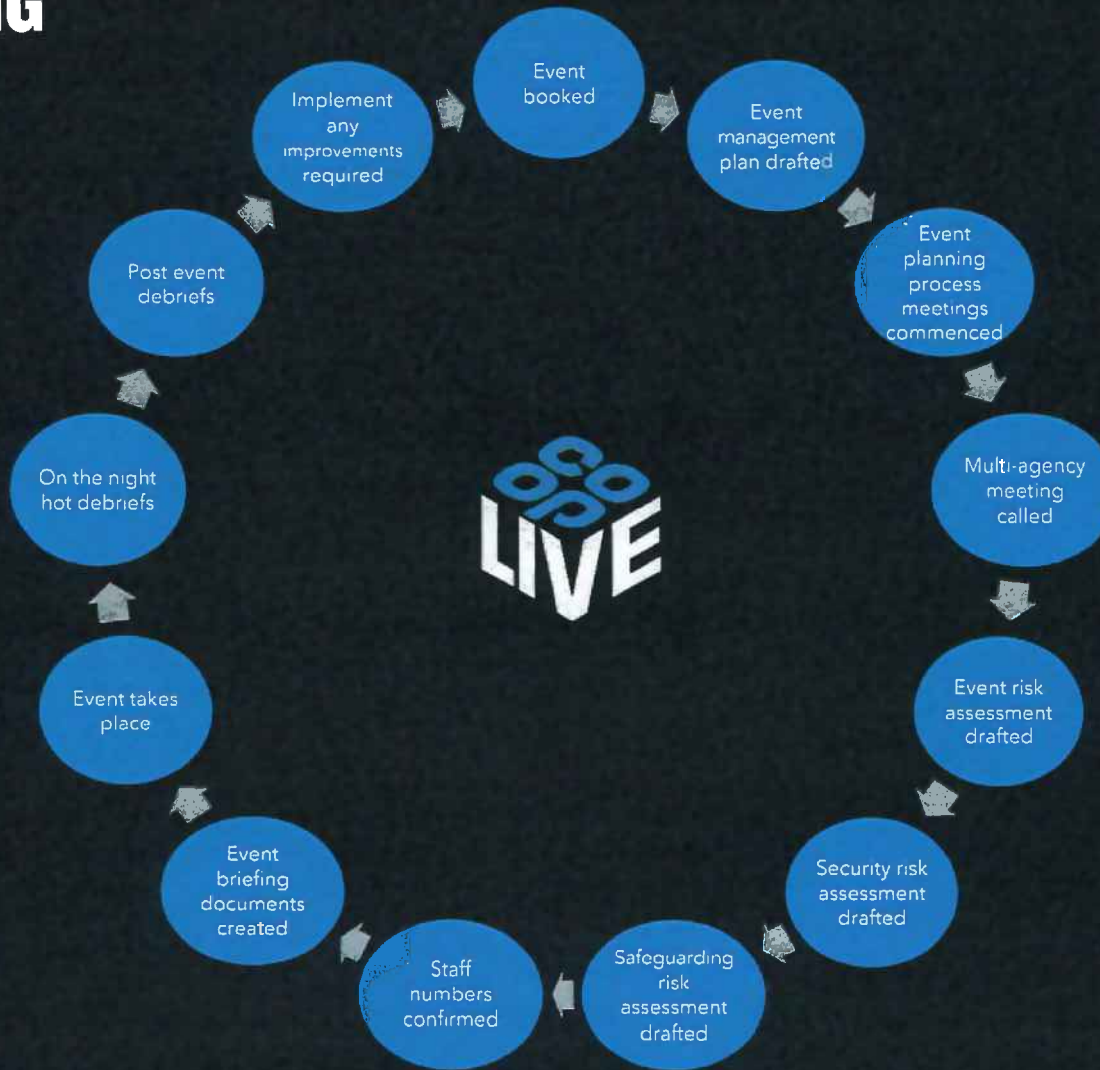 Event
booked
Event
management
plan drafted
Event
planning
process
meetings
commenced
Multi-agency
meeting
called
Event risk
assessment
drafted
Security risk
assessment
drafted
Safeguarding
risk
assessment
drafted
Staff
numbers
confirmed
Event
briefing
documents
created
Event takes
place
On the night
hot debriefs
Post event
debriefs
Implement
any
improvements
required
COOP
LIVE